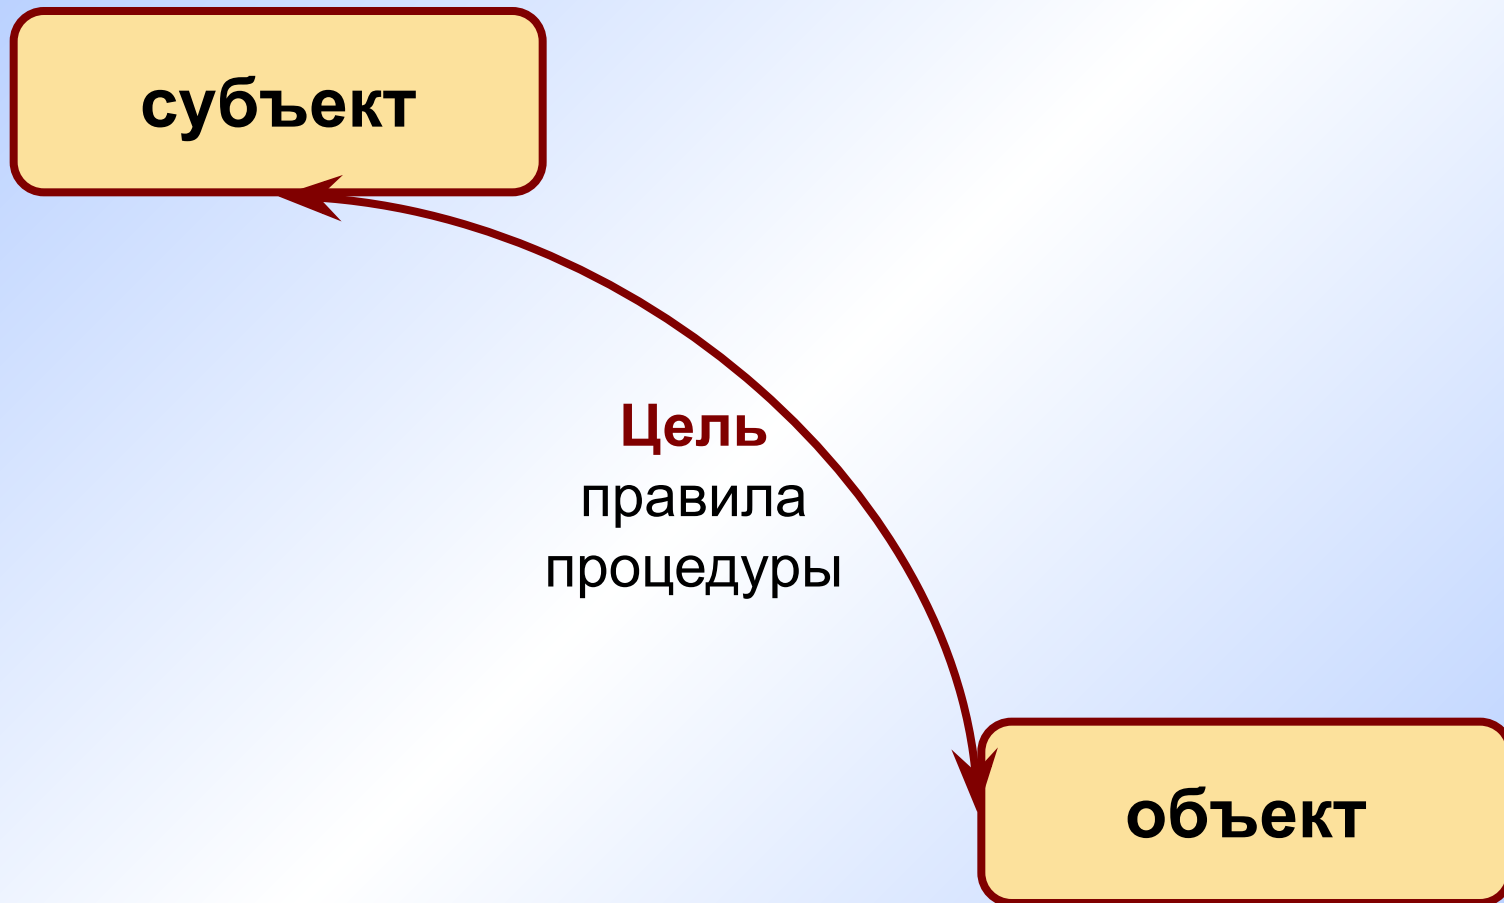 субъект
Цель
правила
процедуры
объект